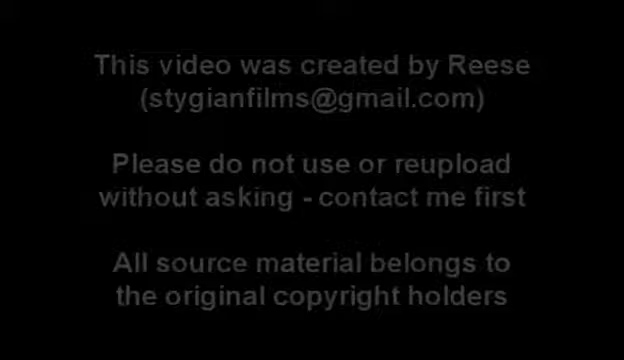 This video was created by Reese
(stygianfilms@gmail.com)
Please do not use or reupload
without asking - contact me first
All source material belongs to
the original copyright holders